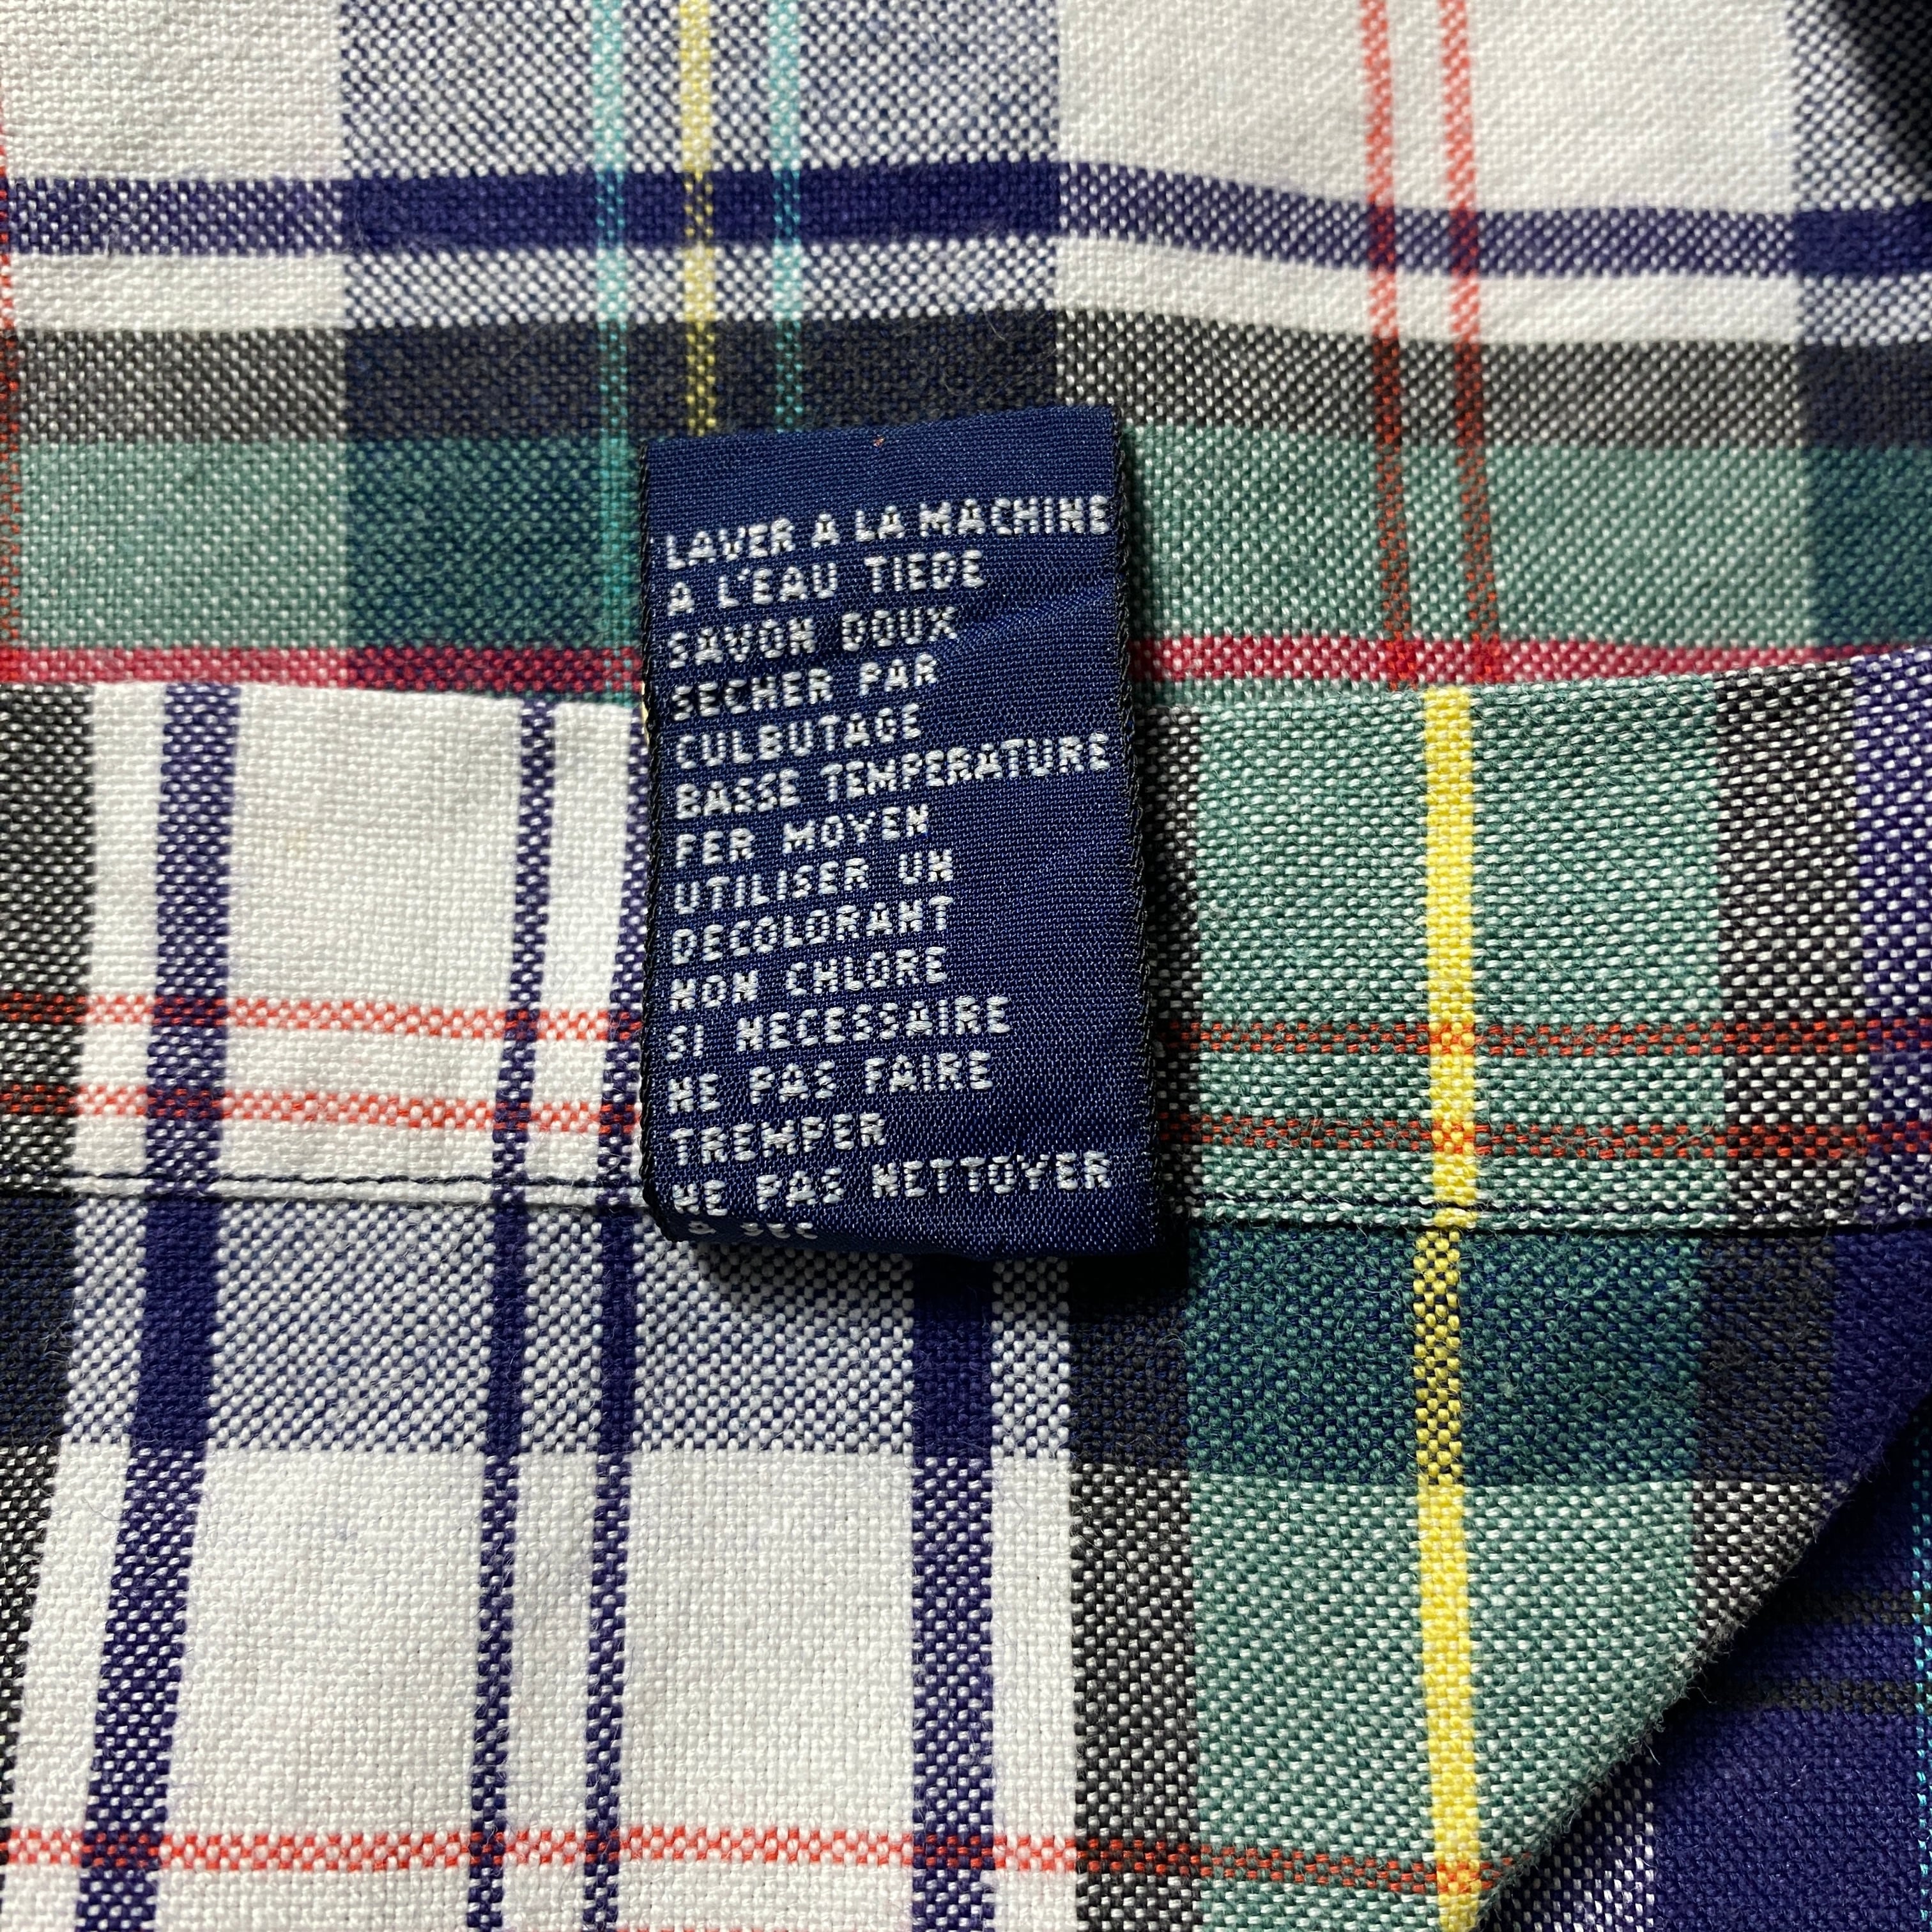 LAVER A LA MACHINE
A L'EAU TIEDE
SAVON DOUX
SECHER PAR
CULBUTAGE
BASSE TEMPERATURE
FER MOYEN
UTILISER UN
DECOLORANT
NON CHLORE
SI NECESSAIRE
NE PAS FAIRE
TREMPER
NE PAS NETTOYER
A SEC